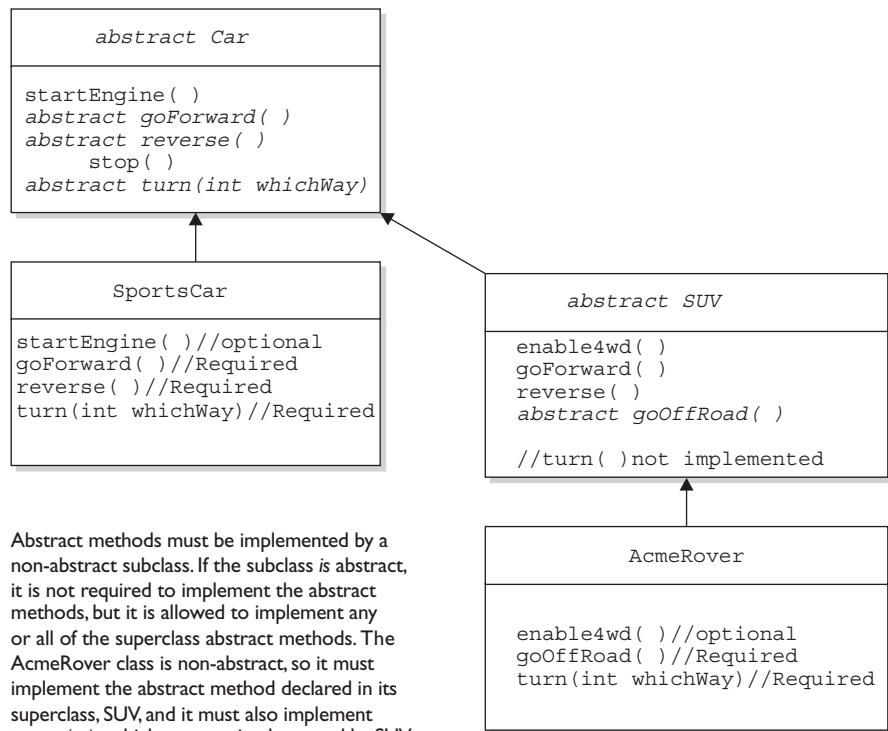 abstract Car
startEngine( )
abstract goForward( )
abstract reverse( )
stop( )
abstract turn(int whichWay)
SportsCar
startEngine( )//optional
goForward( )//Required
reverse( )//Required
turn(int whichWay)//Required
abstract SUV
enable4wd( )
goForward( )
reverse( )
abstract goOffRoad( )
//turn( )not implemented
AcmeRover
enable4wd( )//optional
goOffRoad( )//Required
turn(int whichWay)//Required
Abstract methods must be implemented by a
non-abstract subclass. If the subclass is abstract,
it is not required to implement the abstract
methods, but it is allowed to implement any
or all of the superclass abstract methods. The
AcmeRover class is non-abstract, so it must
implement the abstract method declared in its
superclass, SUV, and it must also implement